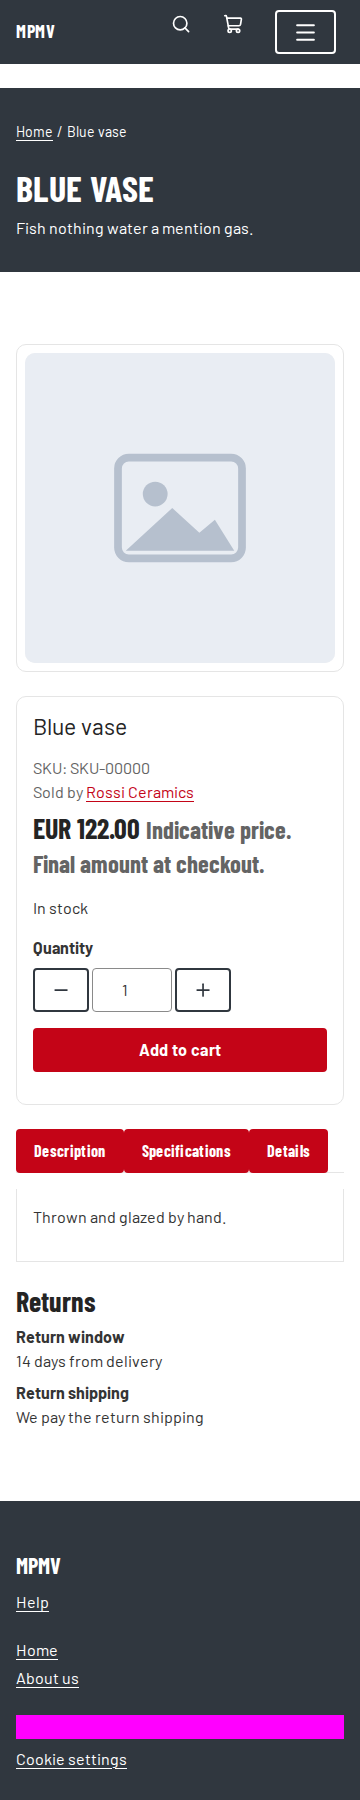 MPMV
Home / Blue vase
BLUE VASE
Fish nothing water a mention gas.
Blue vase
SKU: SKU-00000
Sold by Rossi Ceramics
EUR 122.00 Indicative price.
Final amount at checkout.
In stock
Quantity
1
Add to cart
Description Specifications Details
Thrown and glazed by hand.
Returns
Return window
14 days from delivery
Return shipping
We pay the return shipping
MPMV
Help
Home
About us
Cookie settings